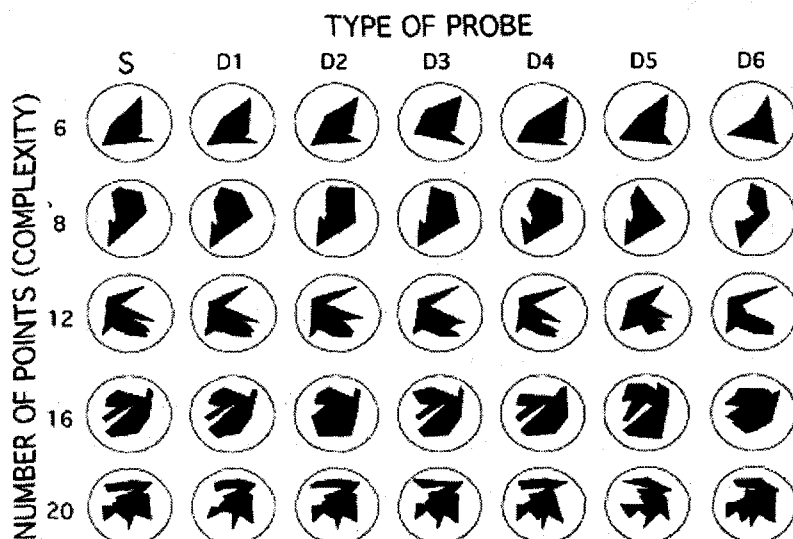 TYPE OF PROBE
S D1 D2 D3 D4 D5 D6
NUMBER OF POINTS (COMPLEXITY)
6
8
12
16
20